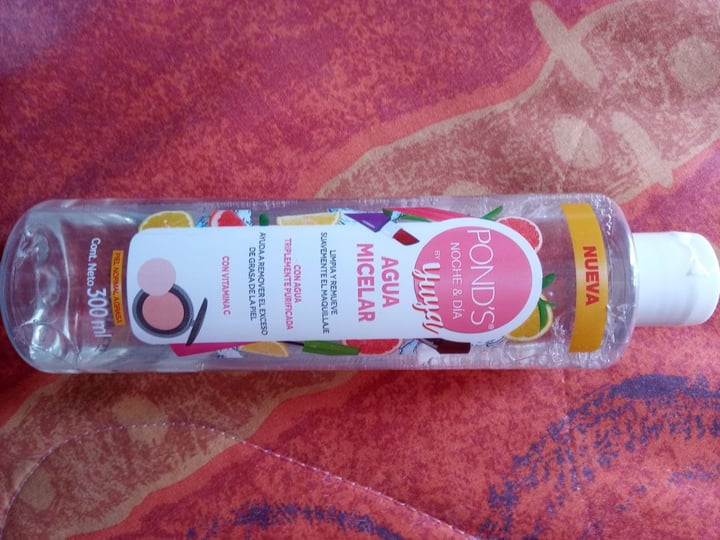 NUEVA
POND'S®
NOCHE & DÍA
BY
Yuya
AGUA
MICELAR
LIMPIA Y REMUEVE
SUAVEMENTE EL MAQUILLAJE
· CON AGUA
TRIPLEMENTE PURIFICADA
AYUDA A REMOVER EL EXCESO
DE GRASA DE LA PIEL
CON VITAMINA C
PIEL NORMAL A GRASA
Cont. Neto 300 ml